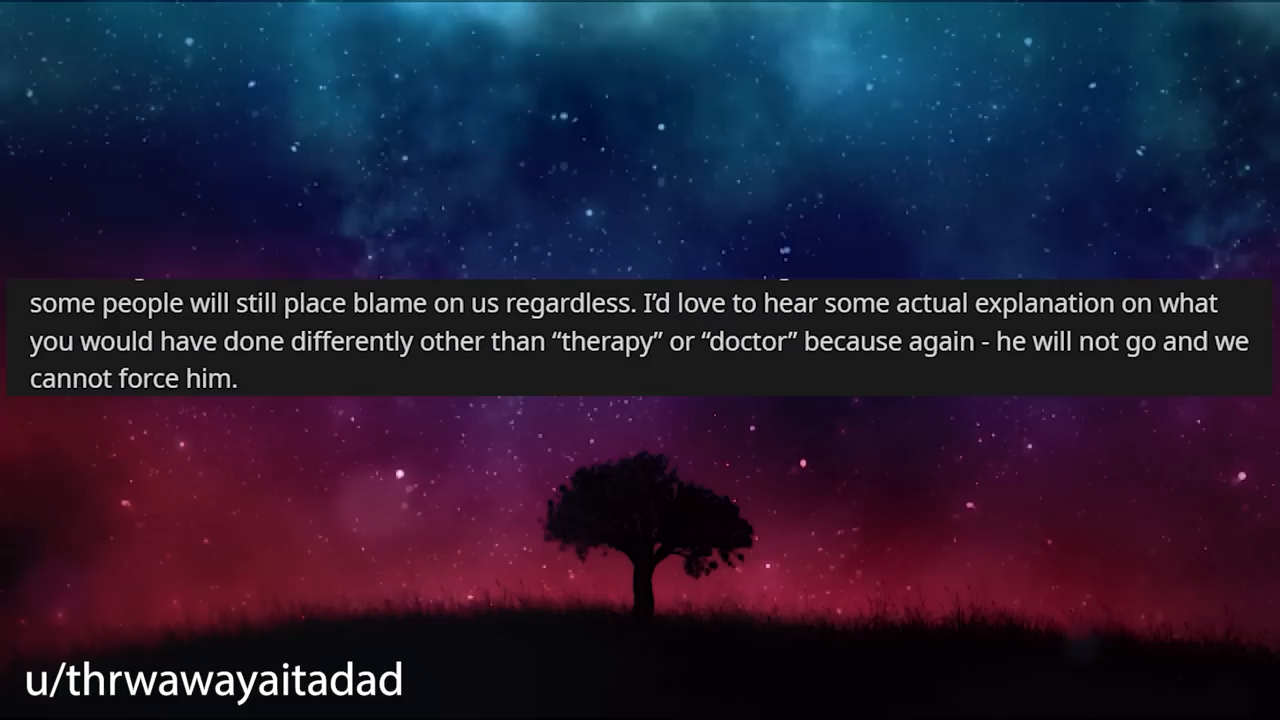 some people will still place blame on us regardless. I’d love to hear some actual explanation on what
you would have done differently other than “therapy” or “doctor” because again - he will not go and we
cannot force him.
u/thrwawayaitadad